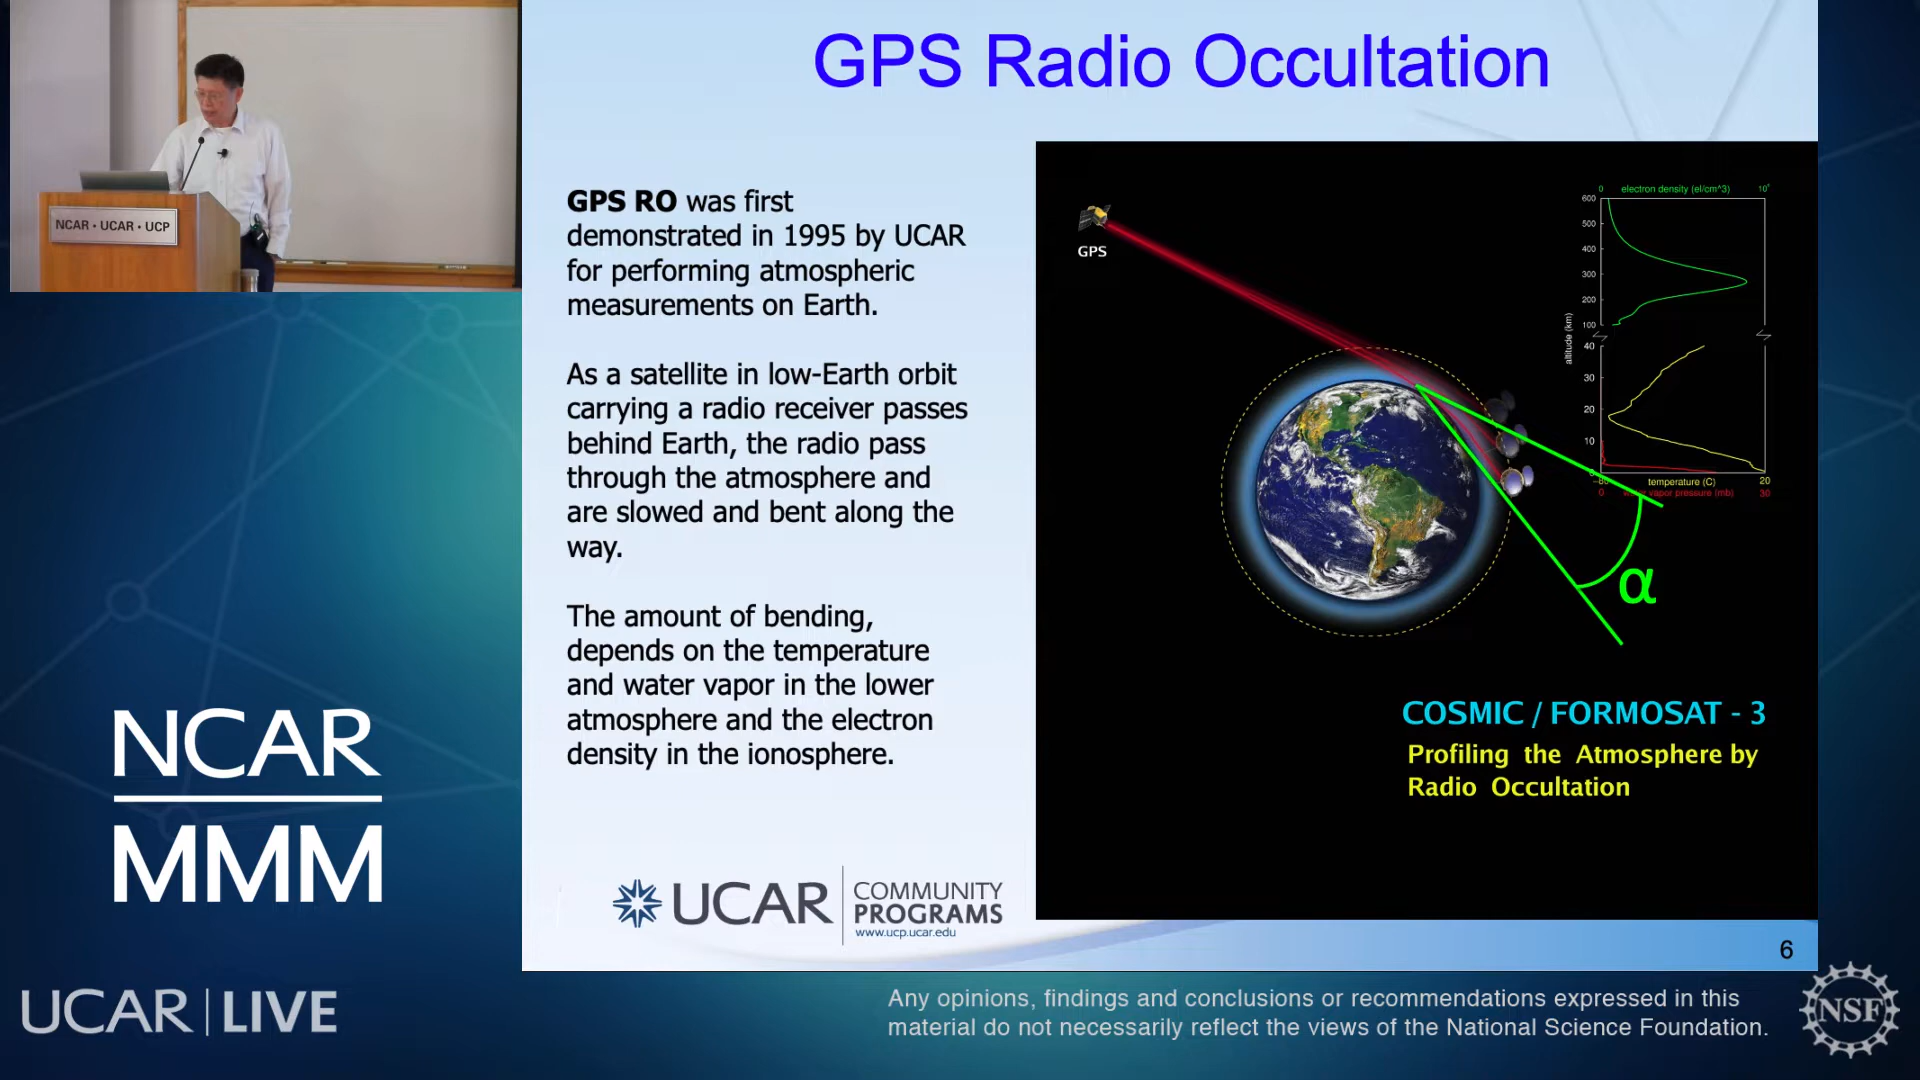 GPS Radio Occultation
NCAR • UCAR • UCP
GPS RO was first
demonstrated in 1995 by UCAR
for performing atmospheric
measurements on Earth.
As a satellite in low-Earth orbit
carrying a radio receiver passes
behind Earth, the radio pass
through the atmosphere and
are slowed and bent along the
way.
The amount of bending,
depends on the temperature
and water vapor in the lower
atmosphere and the electron
density in the ionosphere.
GPS
0 electron density (el/cm^3)
600
500
400
300
200
100
altitude (km)
40
30
20
10
temperature (C) 20
0 vapor pressure (mb) 30
α
COSMIC / FORMOSAT - 3
Profiling the Atmosphere by
Radio Occultation
UCAR COMMUNITY
PROGRAMS
www.ucp.ucar.edu
6
NCAR
MMM
UCAR | LIVE
Any opinions, findings and conclusions or recommendations expressed in this
material do not necessarily reflect the views of the National Science Foundation.
NSF